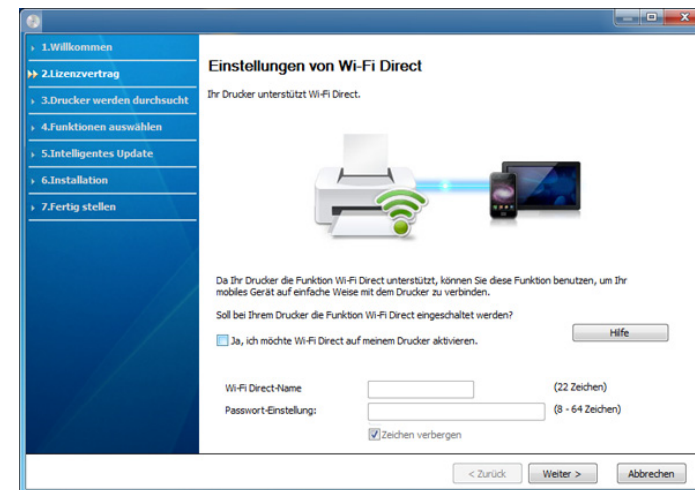 1.Willkommen
2.Lizenzvertrag
3.Drucker werden durchsucht
4.Funktionen auswählen
5.Intelligentes Update
6.Installation
7.Fertig stellen
Einstellungen von Wi-Fi Direct
Ihr Drucker unterstützt Wi-Fi Direct.
Da Ihr Drucker die Funktion Wi-Fi Direct unterstützt, können Sie diese Funktion benutzen, um Ihr
mobiles Gerät auf einfache Weise mit dem Drucker zu verbinden.
Soll bei Ihrem Drucker die Funktion Wi-Fi Direct eingeschaltet werden?
Hilfe
Ja, ich möchte Wi-Fi Direct auf meinem Drucker aktivieren.
Wi-Fi Direct-Name (22 Zeichen)
Passwort-Einstellung: (8 - 64 Zeichen)
Zeichen verbergen
< Zurück Weiter > Abbrechen